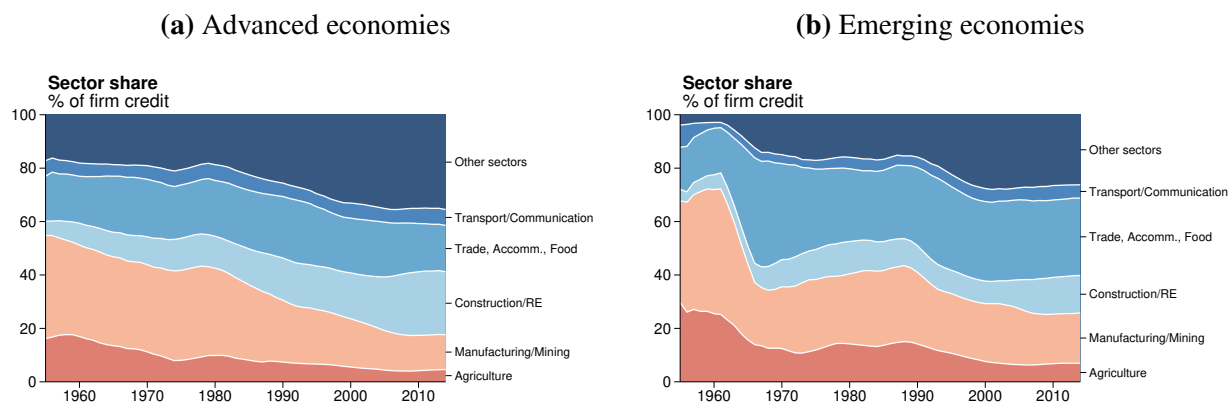 (a) Advanced economies
Sector share
% of firm credit
100
80
60
40
20
0
1960 1970 1980 1990 2000 2010
Other sectors
Transport/Communication
Trade, Accomm., Food
Construction/RE
Manufacturing/Mining
Agriculture
(b) Emerging economies
Sector share
% of firm credit
100
80
60
40
20
0
1960 1970 1980 1990 2000 2010
Other sectors
Transport/Communication
Trade, Accomm., Food
Construction/RE
Manufacturing/Mining
Agriculture